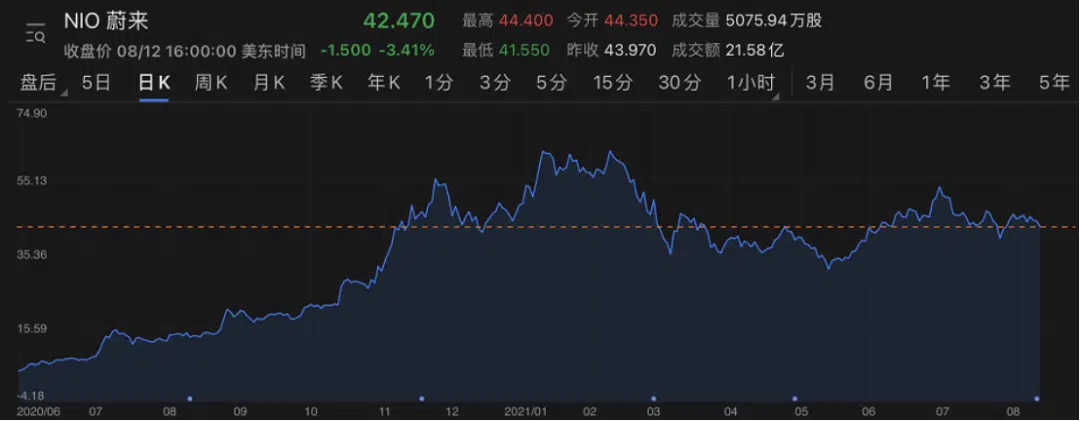 NIO 蔚来 42.470 最高 44.400 今开 44.350 成交量 5075.94万股
收盘价 08/12 16:00:00 美东时间 -1.500 -3.41% 最低 41.550 昨收 43.970 成交额 21.58亿
盘后 5日 日K 周K 月K 季K 年K 1分 3分 5分 15分 30分 1小时 3月 6月 1年 3年 5年
74.90
55.13
35.36
15.59
-4.18
2020/06 07 08 09 10 11 12 2021/01 02 03 04 05 06 07 08